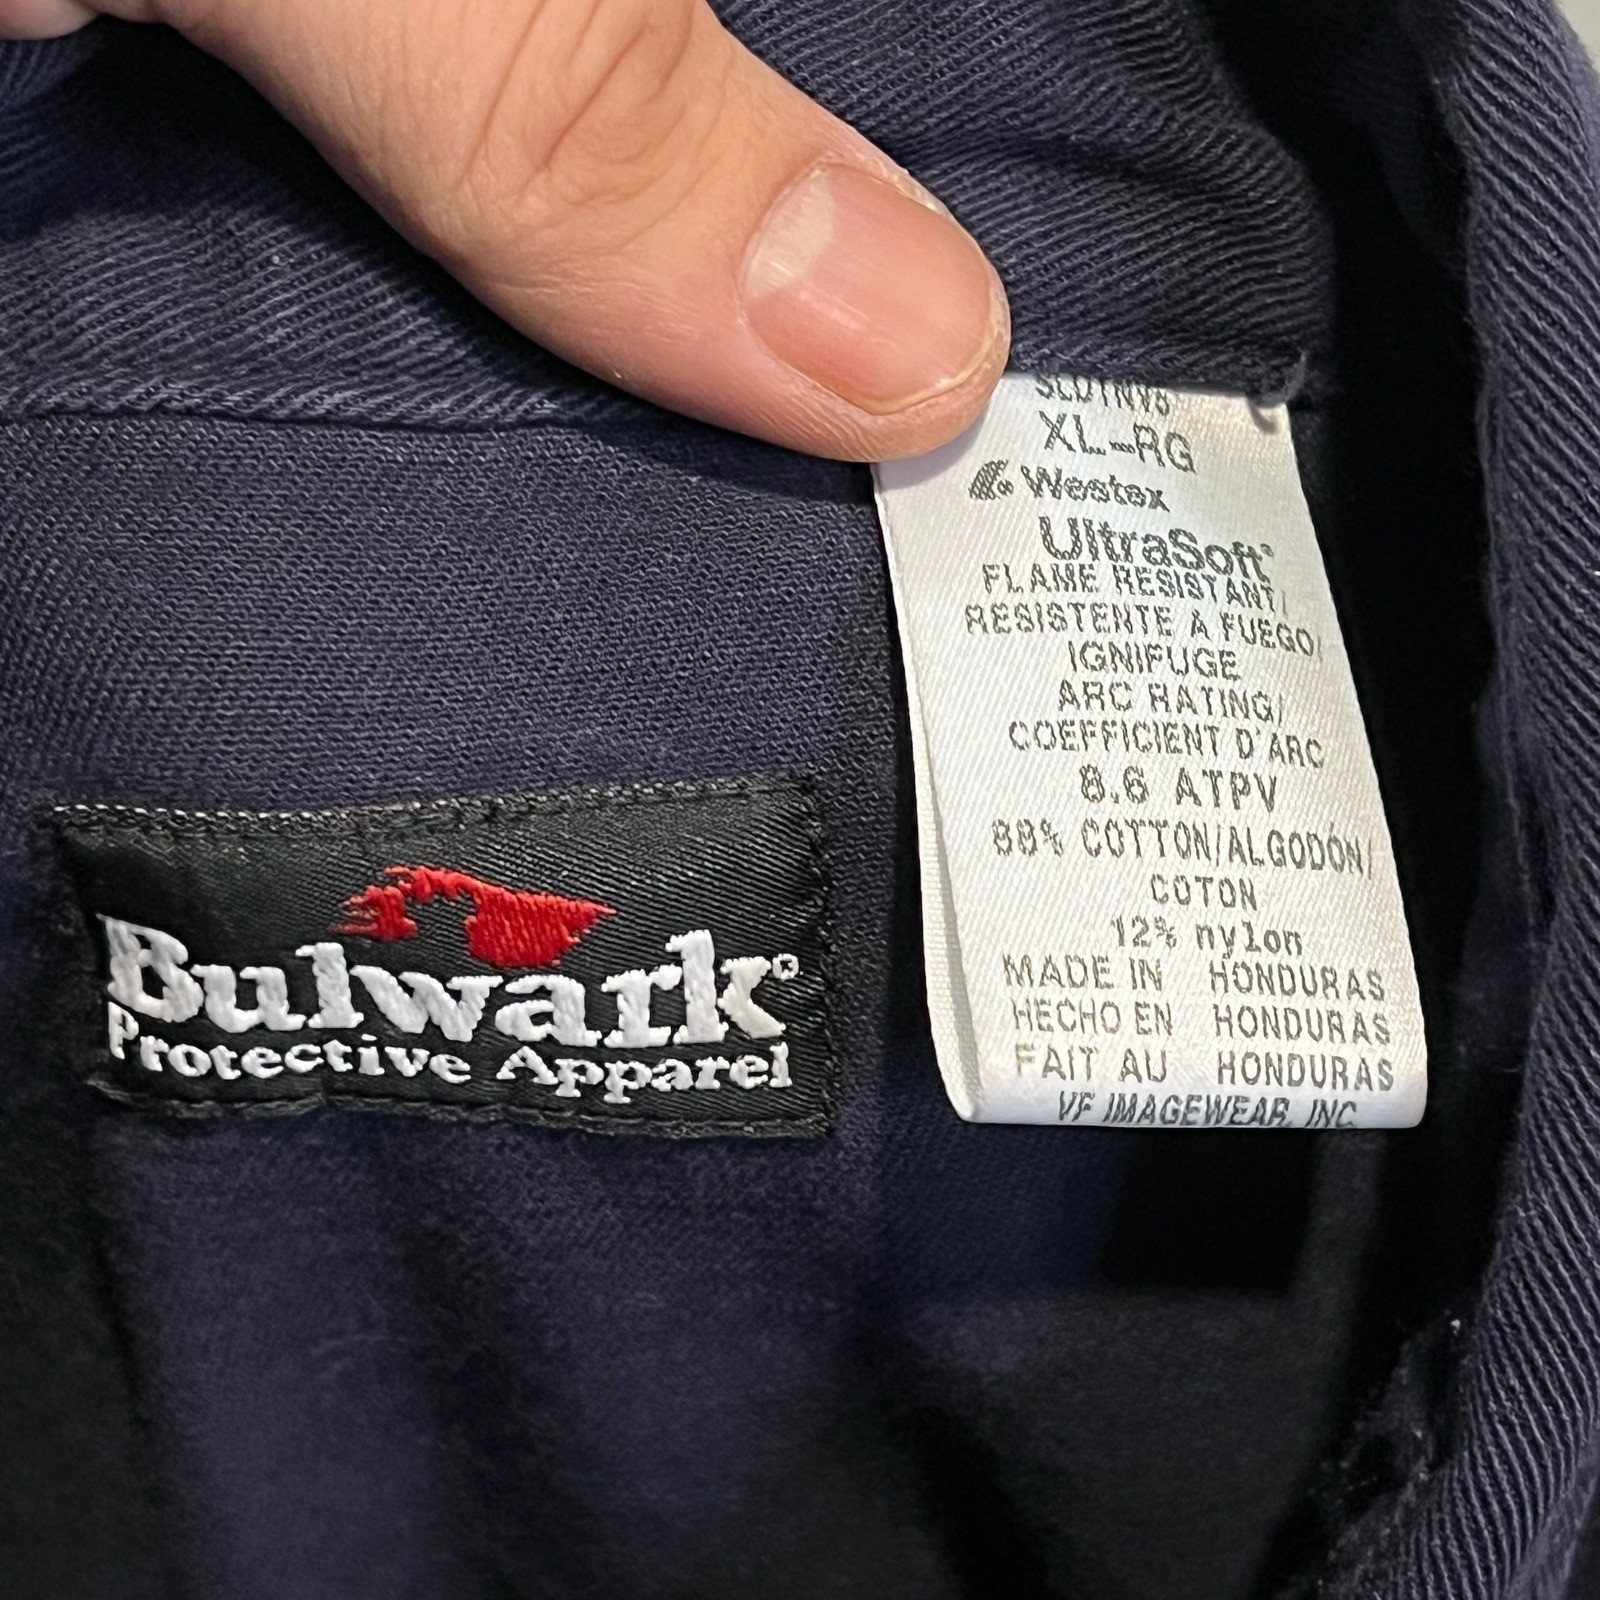 Bulwark®
Protective Apparel
XL-RG
Westex
UltraSoft®
FLAME RESISTANT/
RESISTENTE A FUEGO/
IGNIFUGE
ARC RATING/
COEFFICIENT D'ARC
8.6 ATPV
88% COTTON/ALGODÓN/
COTON
12% nylon
MADE IN HONDURAS
HECHO EN HONDURAS
FAIT AU HONDURAS
VF IMAGEWEAR, INC